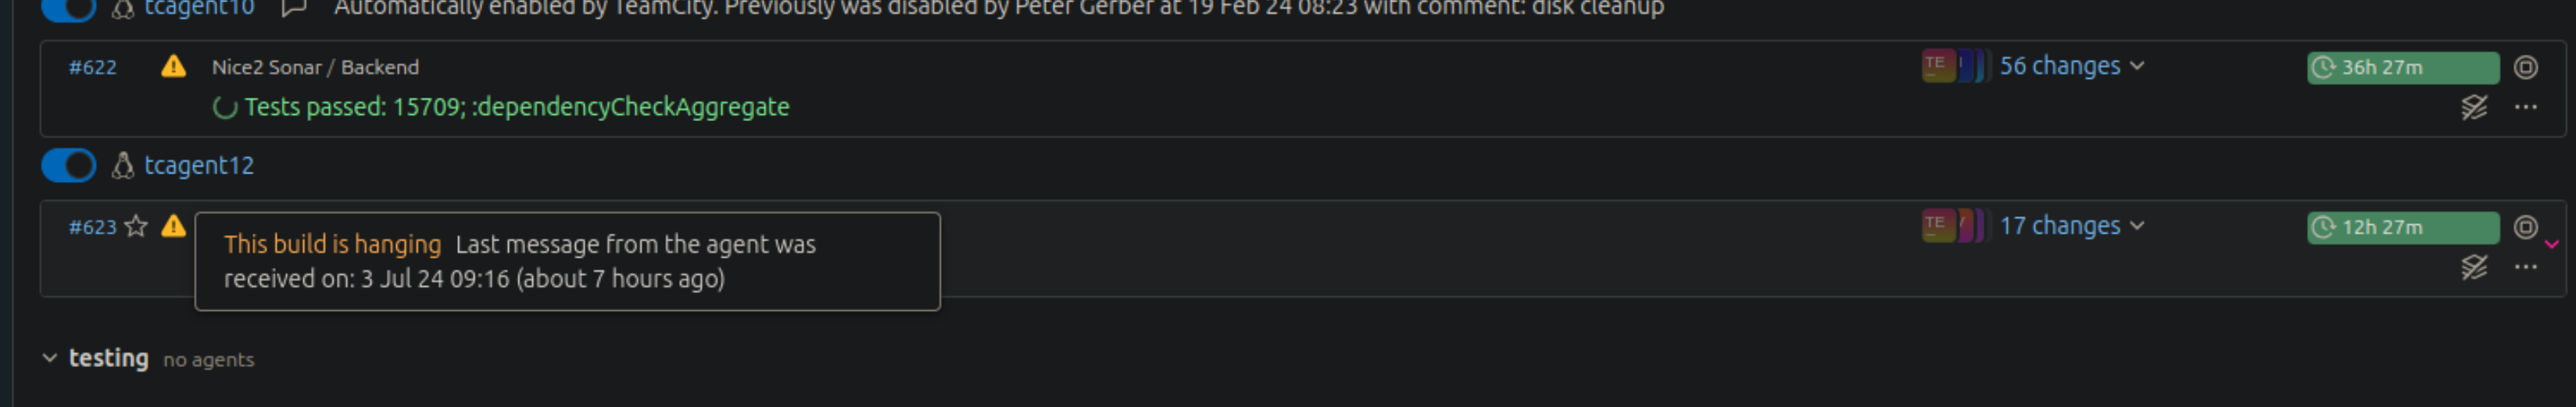 tcagent10 Automatically enabled by TeamCity. Previously was disabled by Peter Gerber at 19 Feb 24 08:23 with comment: disk cleanup
#622 Nice2 Sonar / Backend TE 56 changes 36h 27m
Tests passed: 15709; :dependencyCheckAggregate
tcagent12
#623 TE 17 changes 12h 27m
This build is hanging Last message from the agent was
received on: 3 Jul 24 09:16 (about 7 hours ago)
testing no agents